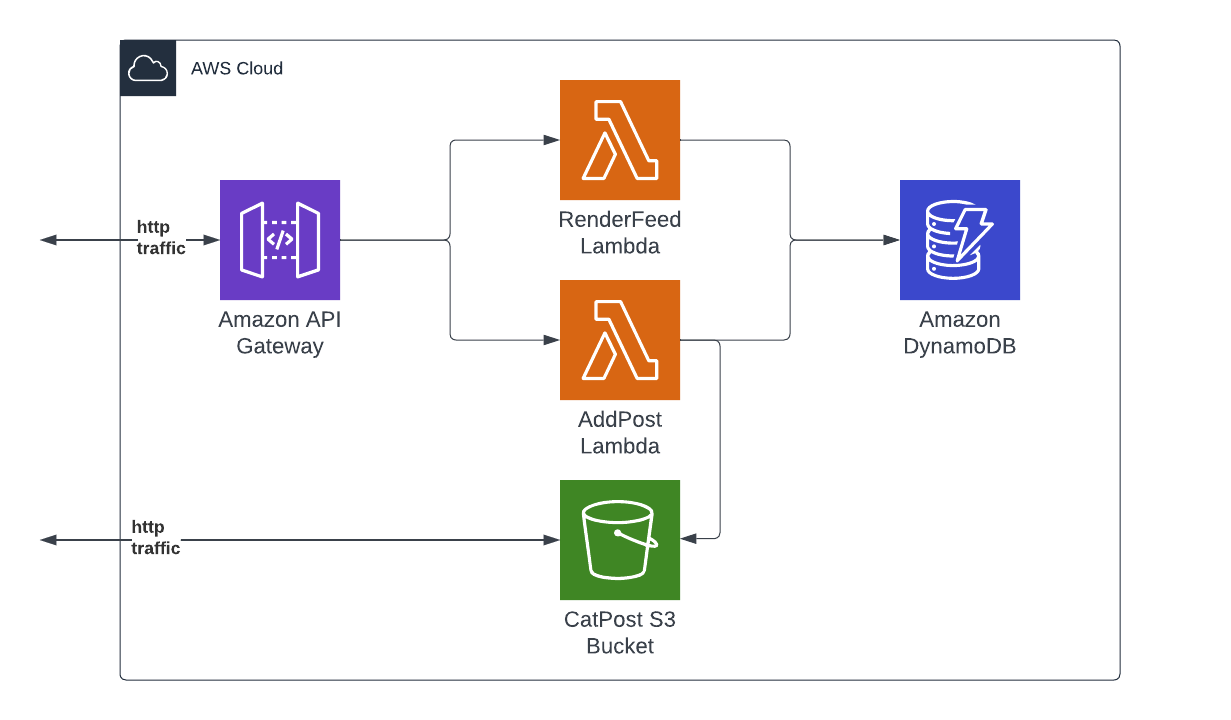 AWS Cloud
http
traffic
Amazon API
Gateway
RenderFeed
Lambda
Amazon
DynamoDB
AddPost
Lambda
http
traffic
CatPost S3
Bucket